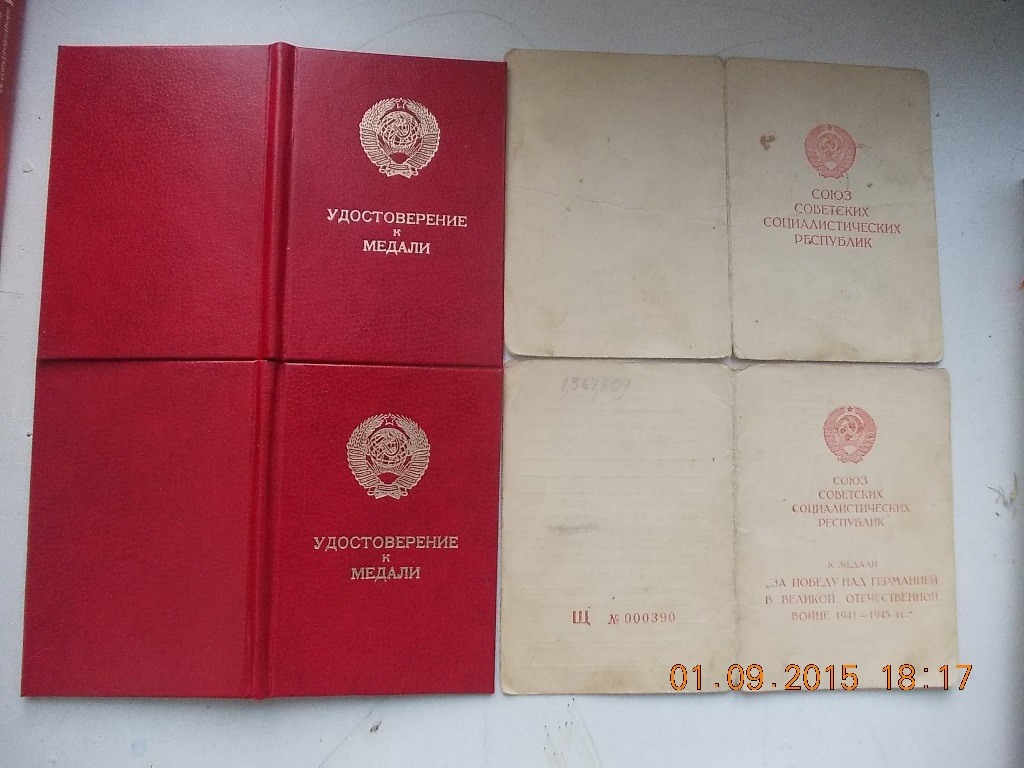 УДОСТОВЕРЕНИЕ
К
МЕДАЛИ
СОЮЗ
СОВЕТСКИХ
СОЦИАЛИСТИЧЕСКИХ
РЕСПУБЛИК
УДОСТОВЕРЕНИЕ
К
МЕДАЛИ
1367809
Щ № 000390
СОЮЗ
СОВЕТСКИХ
СОЦИАЛИСТИЧЕСКИХ
РЕСПУБЛИК
К МЕДАЛИ
„ЗА ПОБЕДУ НАД ГЕРМАНИЕЙ
В ВЕЛИКОЙ ОТЕЧЕСТВЕННОЙ
ВОЙНЕ 1941—1945 гг.“
01.09.2015 18:17